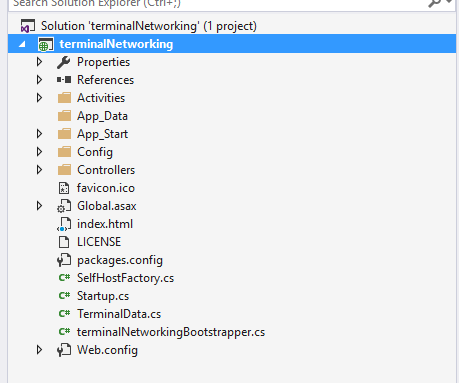 Search Solution Explorer (Ctrl+;)
Solution 'terminalNetworking' (1 project)
terminalNetworking
Properties
References
Activities
App_Data
App_Start
Config
Controllers
favicon.ico
Global.asax
index.html
LICENSE
packages.config
C# SelfHostFactory.cs
C# Startup.cs
C# TerminalData.cs
C# terminalNetworkingBootstrapper.cs
Web.config